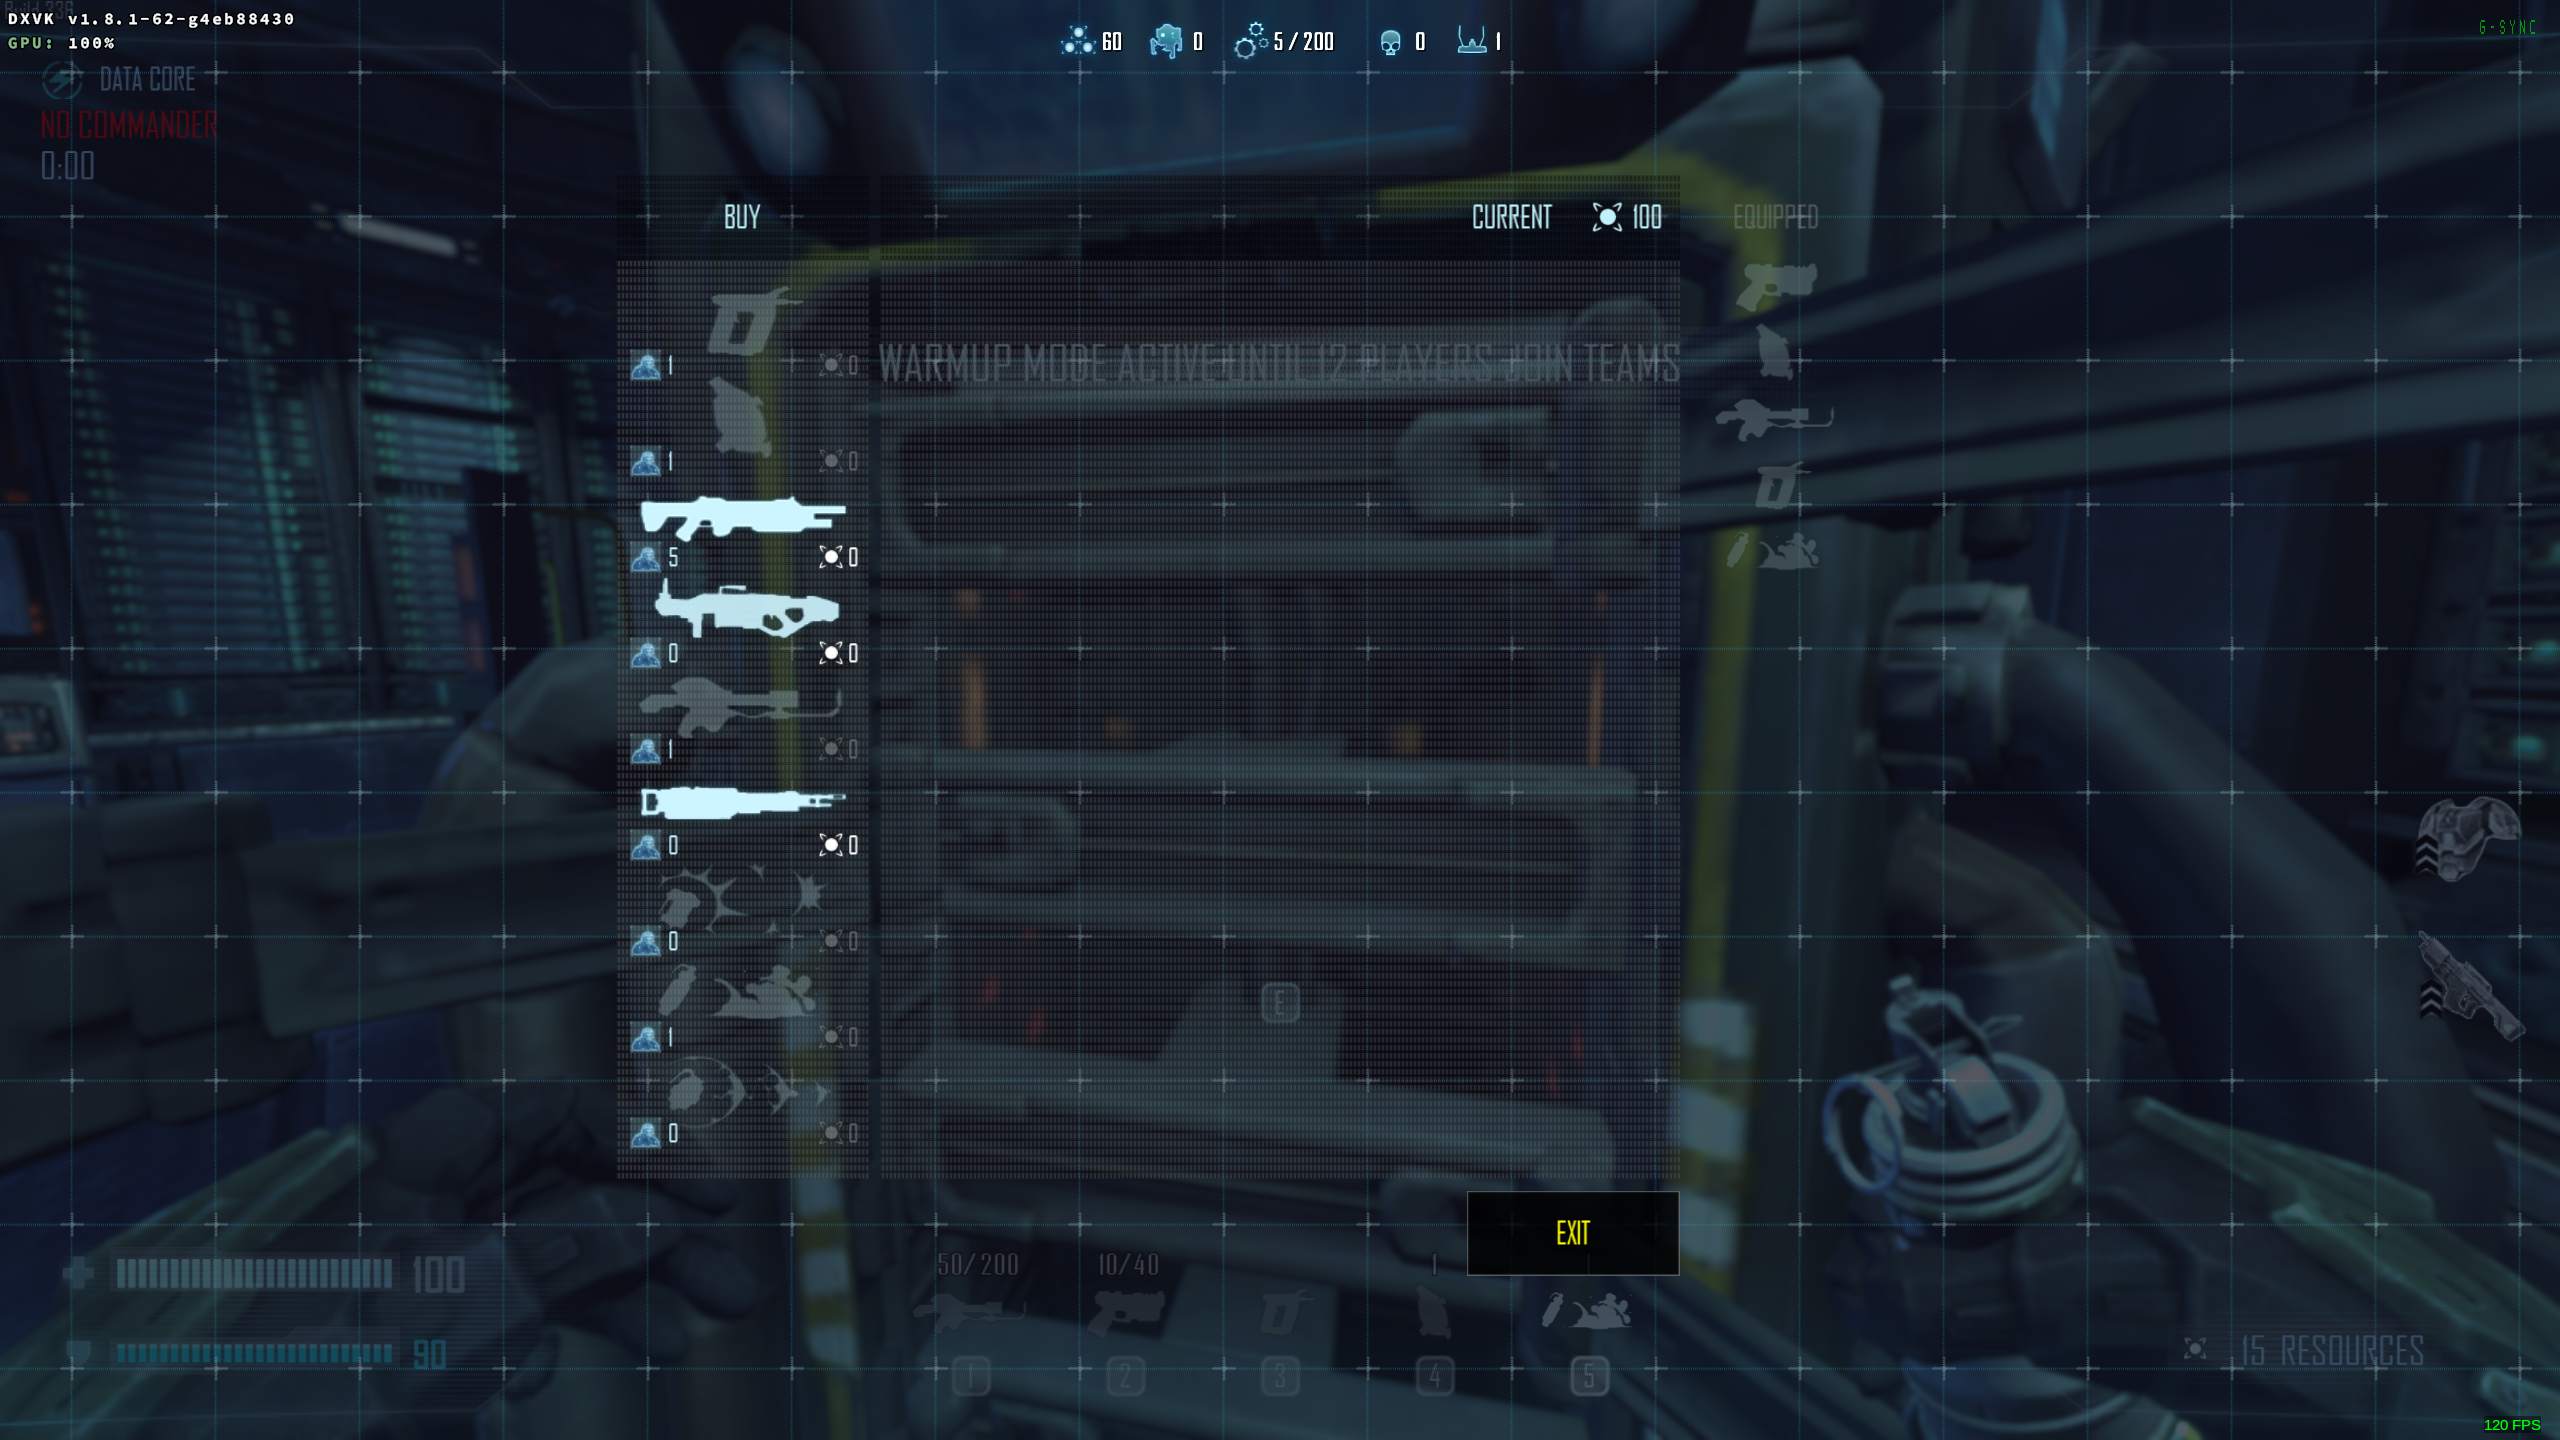 DXVK v1.8.1-62-g4eb88430
GPU: 100%
60 0 5/200 0 1
G-SYNC
DATA CORE
NO COMMANDER
0:00
BUY
CURRENT 100
EQUIPPED
1 0
WARMUP MODE ACTIVE UNTIL 12 PLAYERS JOIN TEAMS
1 0
5 0
0 0
1 0
0 0
0 0
1 0
0 0
E
EXIT
50/200 10/40 1 1
100
90
1 2 3 4 5
15 RESOURCES
120 FPS